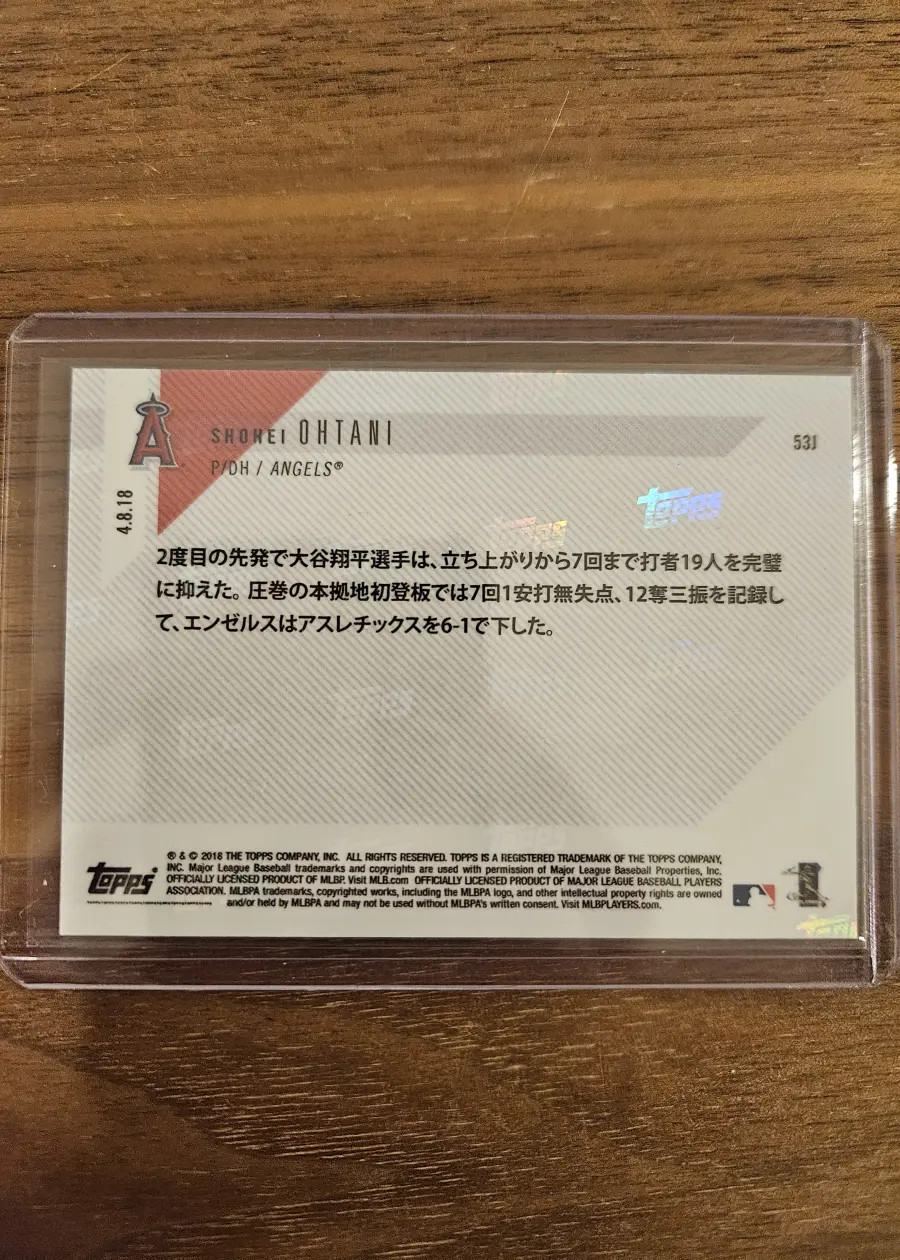 A
SHOHEI OHTANI
P/DH / ANGELS®
53J
4.8.18
Topps
2度目の先発で大谷翔平選手は、立ち上がりから7回まで打者19人を完璧
に抑えた。圧巻の本拠地初登板では7回1安打無失点、12奪三振を記録し
て、エンゼルスはアスレチックスを6-1で下した。
Topps
® & © 2018 THE TOPPS COMPANY, INC. ALL RIGHTS RESERVED. TOPPS IS A REGISTERED TRADEMARK OF THE TOPPS COMPANY,
INC. Major League Baseball trademarks and copyrights are used with permission of Major League Baseball Properties, Inc.
OFFICIALLY LICENSED PRODUCT OF MLBP. Visit MLB.com OFFICIALLY LICENSED PRODUCT OF MAJOR LEAGUE BASEBALL PLAYERS
ASSOCIATION. MLBPA trademarks, copyrighted works, including the MLBPA logo, and other intellectual property rights are owned
and/or held by MLBPA and may not be used without MLBPA's written consent. Visit MLBPLAYERS.com.